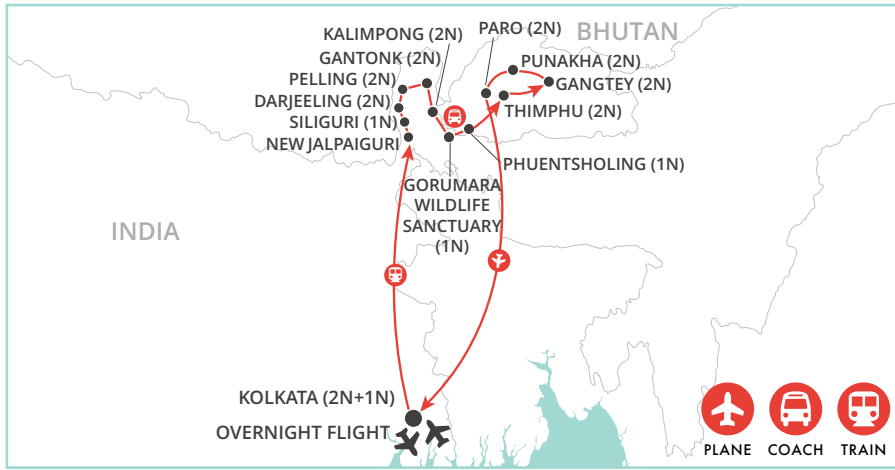 BHUTAN
KALIMPONG (2N)
PARO (2N)
GANTONK (2N)
PUNAKHA (2N)
PELLING (2N)
GANGTEY (2N)
DARJEELING (2N)
THIMPHU (2N)
SILIGURI (1N)
NEW JALPAIGURI
PHUENTSHOLING (1N)
GORUMARA
WILDLIFE
SANCTUARY
(1N)
INDIA
KOLKATA (2N+1N)
OVERNIGHT FLIGHT
PLANE
COACH
TRAIN